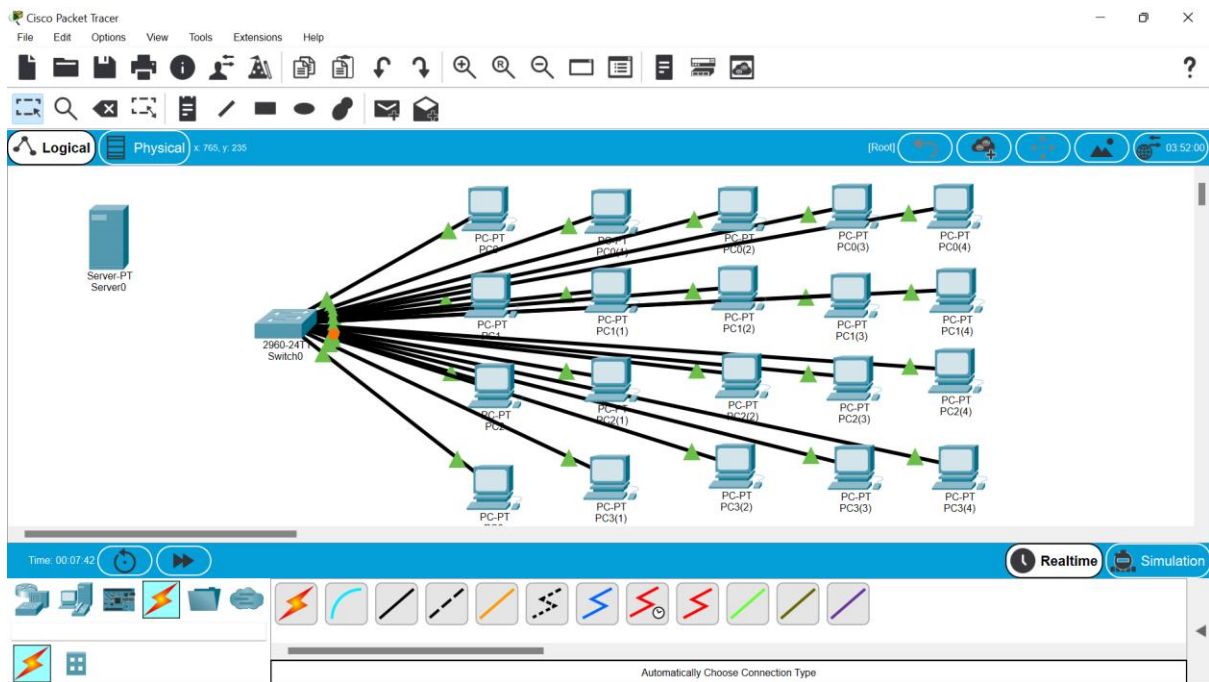 Cisco Packet Tracer
File Edit Options View Tools Extensions Help
Logical Physical x: 765, y: 235 [Root] 03:52:00
PC-PT
PC0
PC-PT
PC0(1)
PC-PT
PC0(2)
PC-PT
PC0(3)
PC-PT
PC0(4)
Server-PT
Server0
PC-PT
PC1
PC-PT
PC1(1)
PC-PT
PC1(2)
PC-PT
PC1(3)
PC-PT
PC1(4)
2960-24TT
Switch0
PC-PT
PC2
PC-PT
PC2(1)
PC-PT
PC2(2)
PC-PT
PC2(3)
PC-PT
PC2(4)
PC-PT
PC-PT
PC3(1)
PC-PT
PC3(2)
PC-PT
PC3(3)
PC-PT
PC3(4)
Time: 00:07:42 Realtime Simulation
Automatically Choose Connection Type